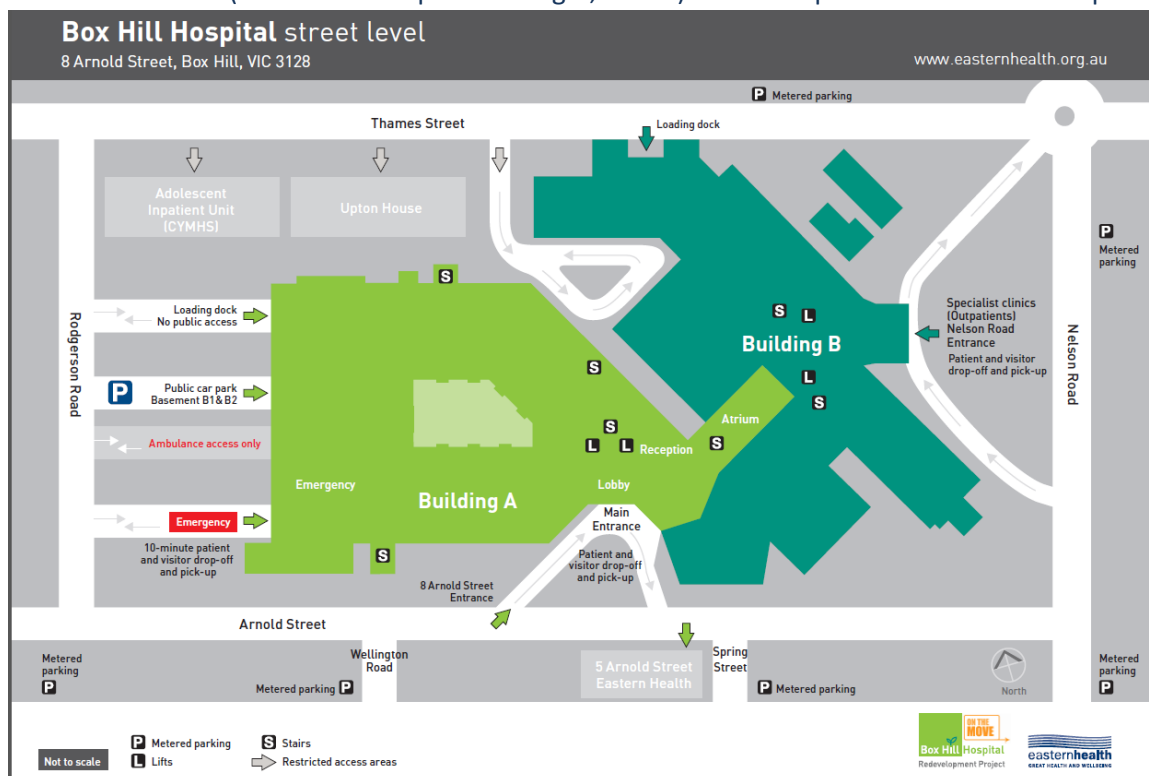 Box Hill Hospital street level
8 Arnold Street, Box Hill, VIC 3128
www.easternhealth.org.au
P Metered parking
Thames Street
Loading dock
Adolescent
Inpatient Unit
(CYMHS)
Upton House
P
Metered
parking
S
Loading dock
No public access
Rodgerson Road
S
L
Building B
Specialist clinics
(Outpatients)
Nelson Road
Entrance
Patient and visitor
drop-off and pick-up
Nelson Road
P
Public car park
Basement B1 & B2
S
L
S
Atrium
Ambulance access only
S
L
L
Reception
S
Emergency
Building A
Lobby
Main
Entrance
Emergency
10-minute patient
and visitor drop-off
and pick-up
S
Patient and
visitor drop-off
and pick-up
8 Arnold Street
Entrance
Arnold Street
Metered
parking
P
Wellington
Road
Metered parking P
5 Arnold Street
Eastern Health
Spring
Street
P Metered parking
North
Metered
parking
P
Not to scale
P Metered parking
L Lifts
S Stairs
Restricted access areas
Box Hill Hospital
Redevelopment Project
ON THE
MOVE
easternhealth
GREAT HEALTH AND WELLBEING